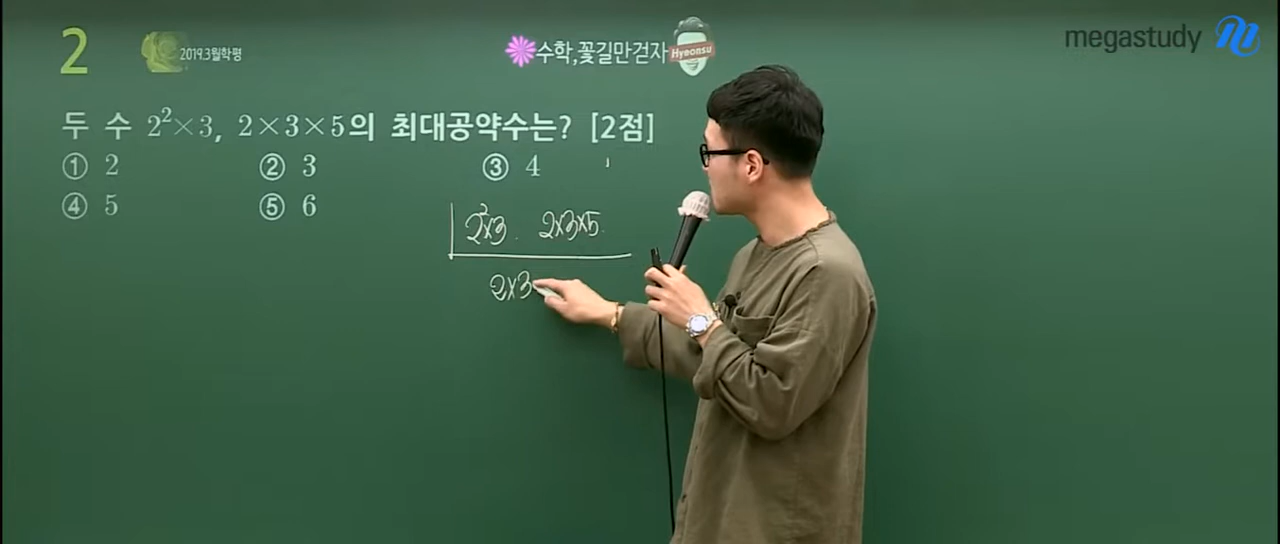 2
2019.3월학평
수학,꽃길만걷자
Hyeonsu
megastudy
두 수 2²×3, 2×3×5의 최대공약수는? [2점]
① 2 ② 3 ③ 4
④ 5 ⑤ 6
2²×3 2×3×5
2×3